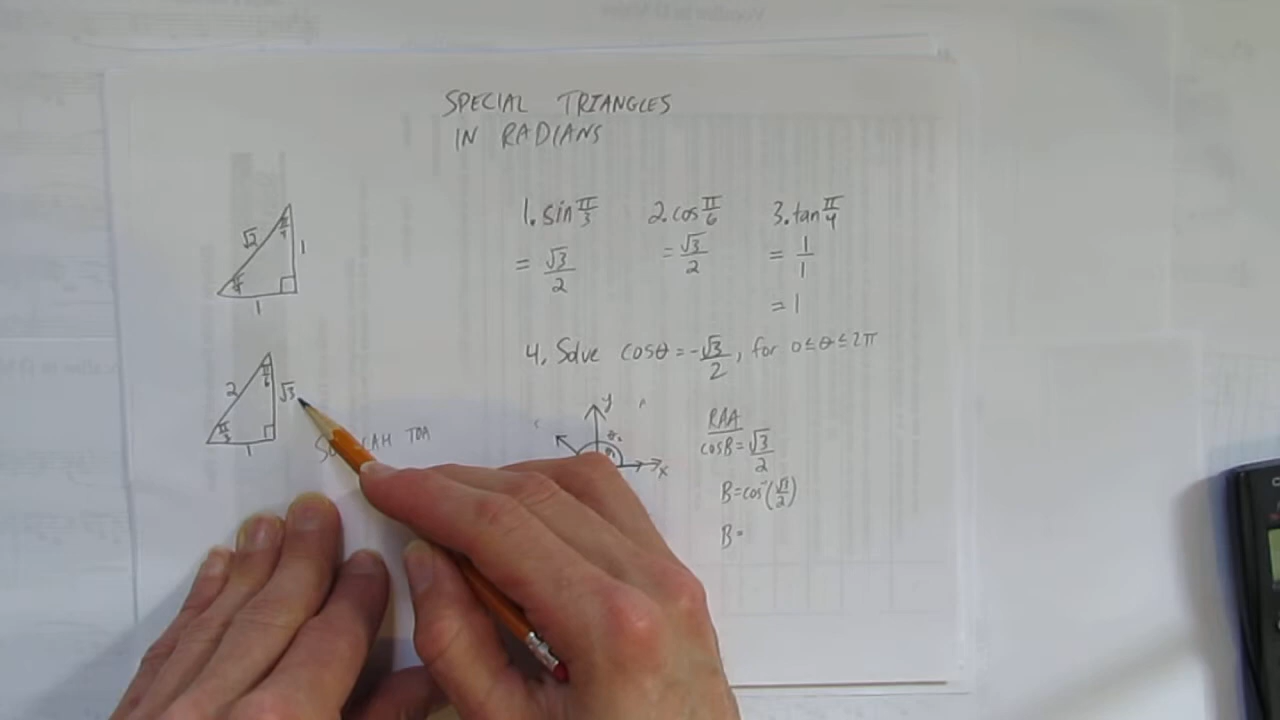 SPECIAL TRIANGLES
IN RADIANS
√2
π/4
π/4
1
1
2
π/6
√3
π/3
1
CAH TOA
1. sin π/3
= √3/2
2. cos π/6
= √3/2
3. tan π/4
= 1/1
= 1
4. Solve cosθ = -√3/2, for 0≤θ≤2π
y
x
RAA
cosB = √3/2
B = cos⁻¹(√3/2)
B =